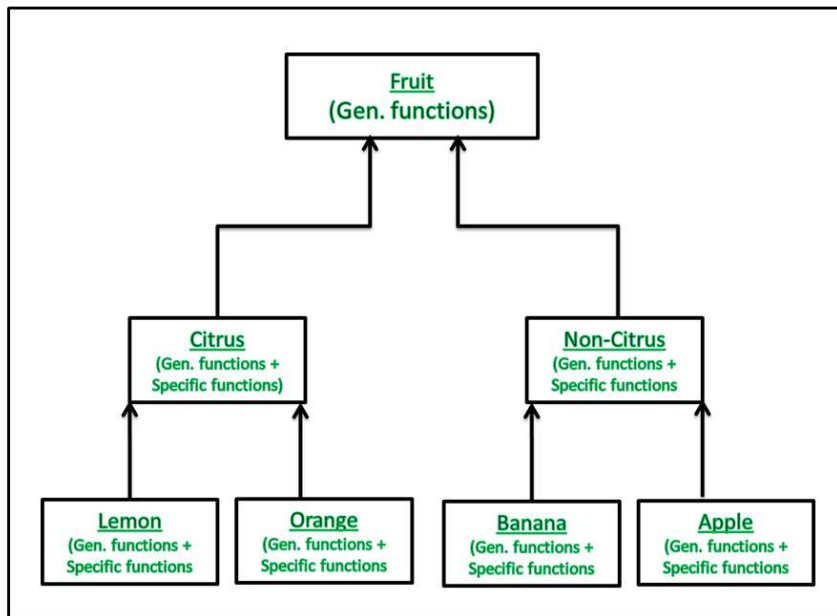 Fruit
(Gen. functions)
Citrus
(Gen. functions +
Specific functions)
Non-Citrus
(Gen. functions +
Specific functions
Lemon
(Gen. functions +
Specific functions
Orange
(Gen. functions +
Specific functions
Banana
(Gen. functions +
Specific functions
Apple
(Gen. functions +
Specific functions